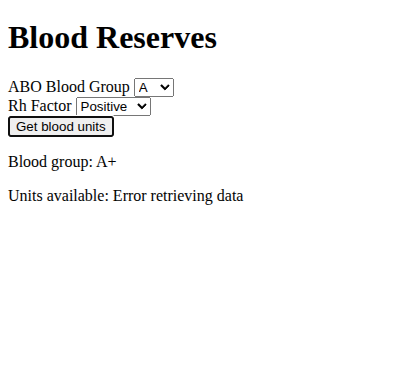 Blood Reserves
ABO Blood Group A
Rh Factor Positive
Get blood units
Blood group: A+
Units available: Error retrieving data